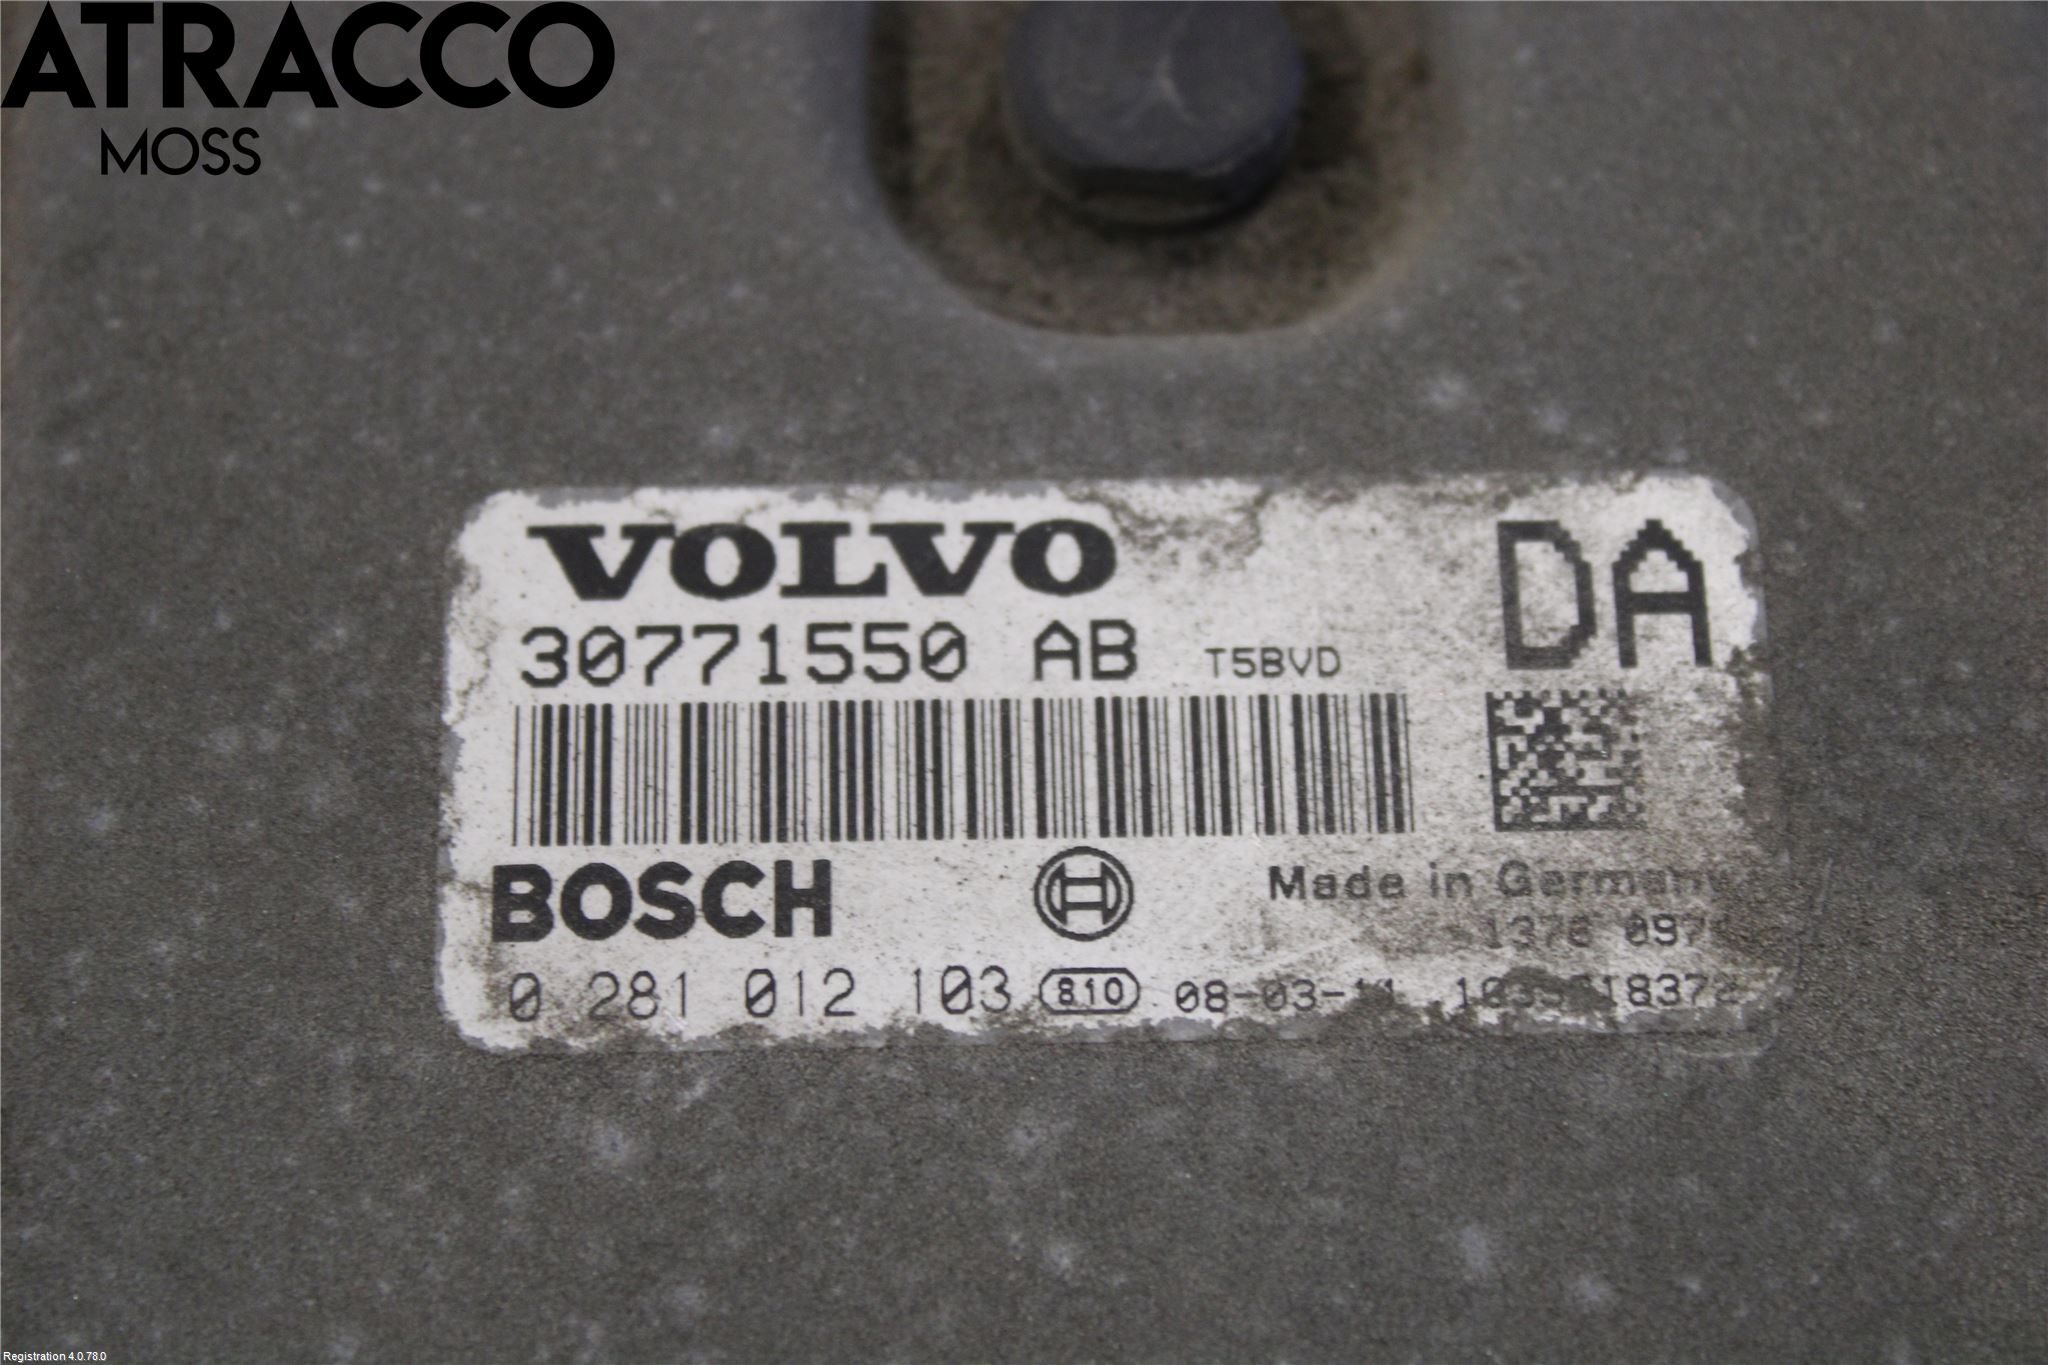 ATRACCO
MOSS
VOLVO
DA
30771550 AB T5BVD
BOSCH
Made in Germany
0 281 012 103 810
Registration 4.0.78.0